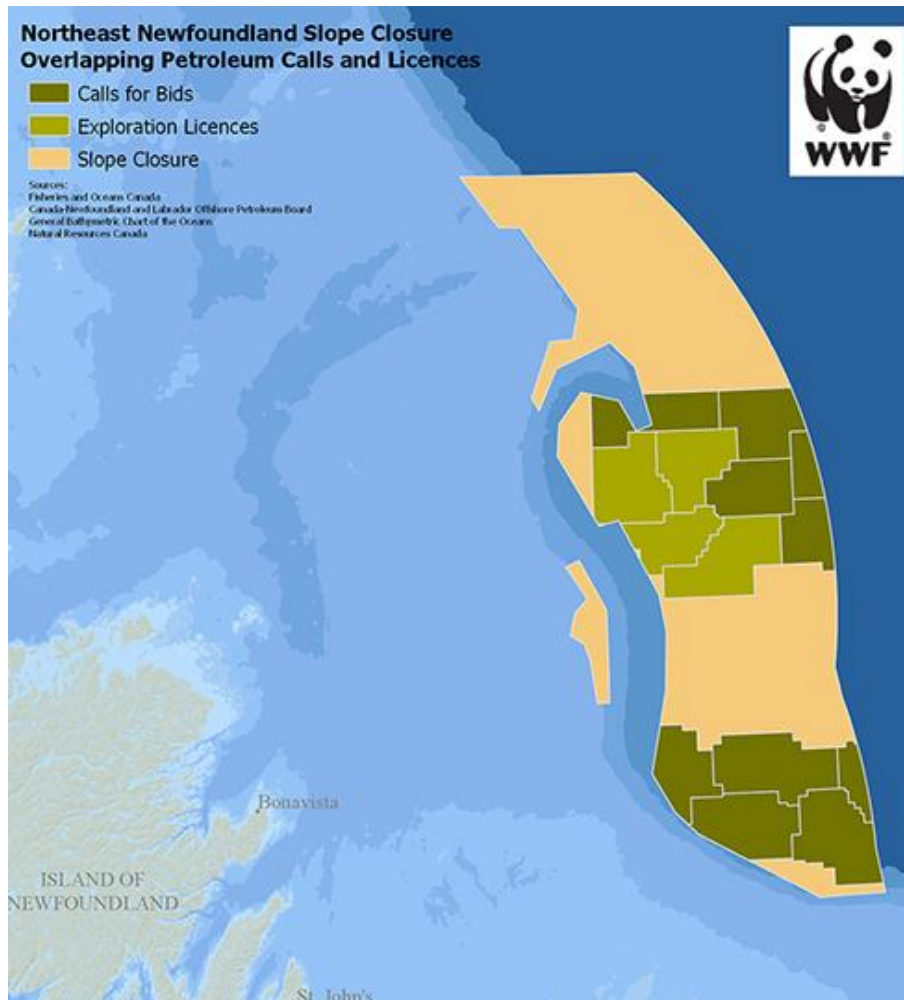 Northeast Newfoundland Slope Closure
Overlapping Petroleum Calls and Licences
Calls for Bids
Exploration Licences
Slope Closure
Sources:
Fisheries and Oceans Canada
Canada-Newfoundland and Labrador Offshore Petroleum Board
General Bathymetric Chart of the Oceans
Natural Resources Canada
©
®
WWF
Bonavista
ISLAND OF
NEWFOUNDLAND
St. John's